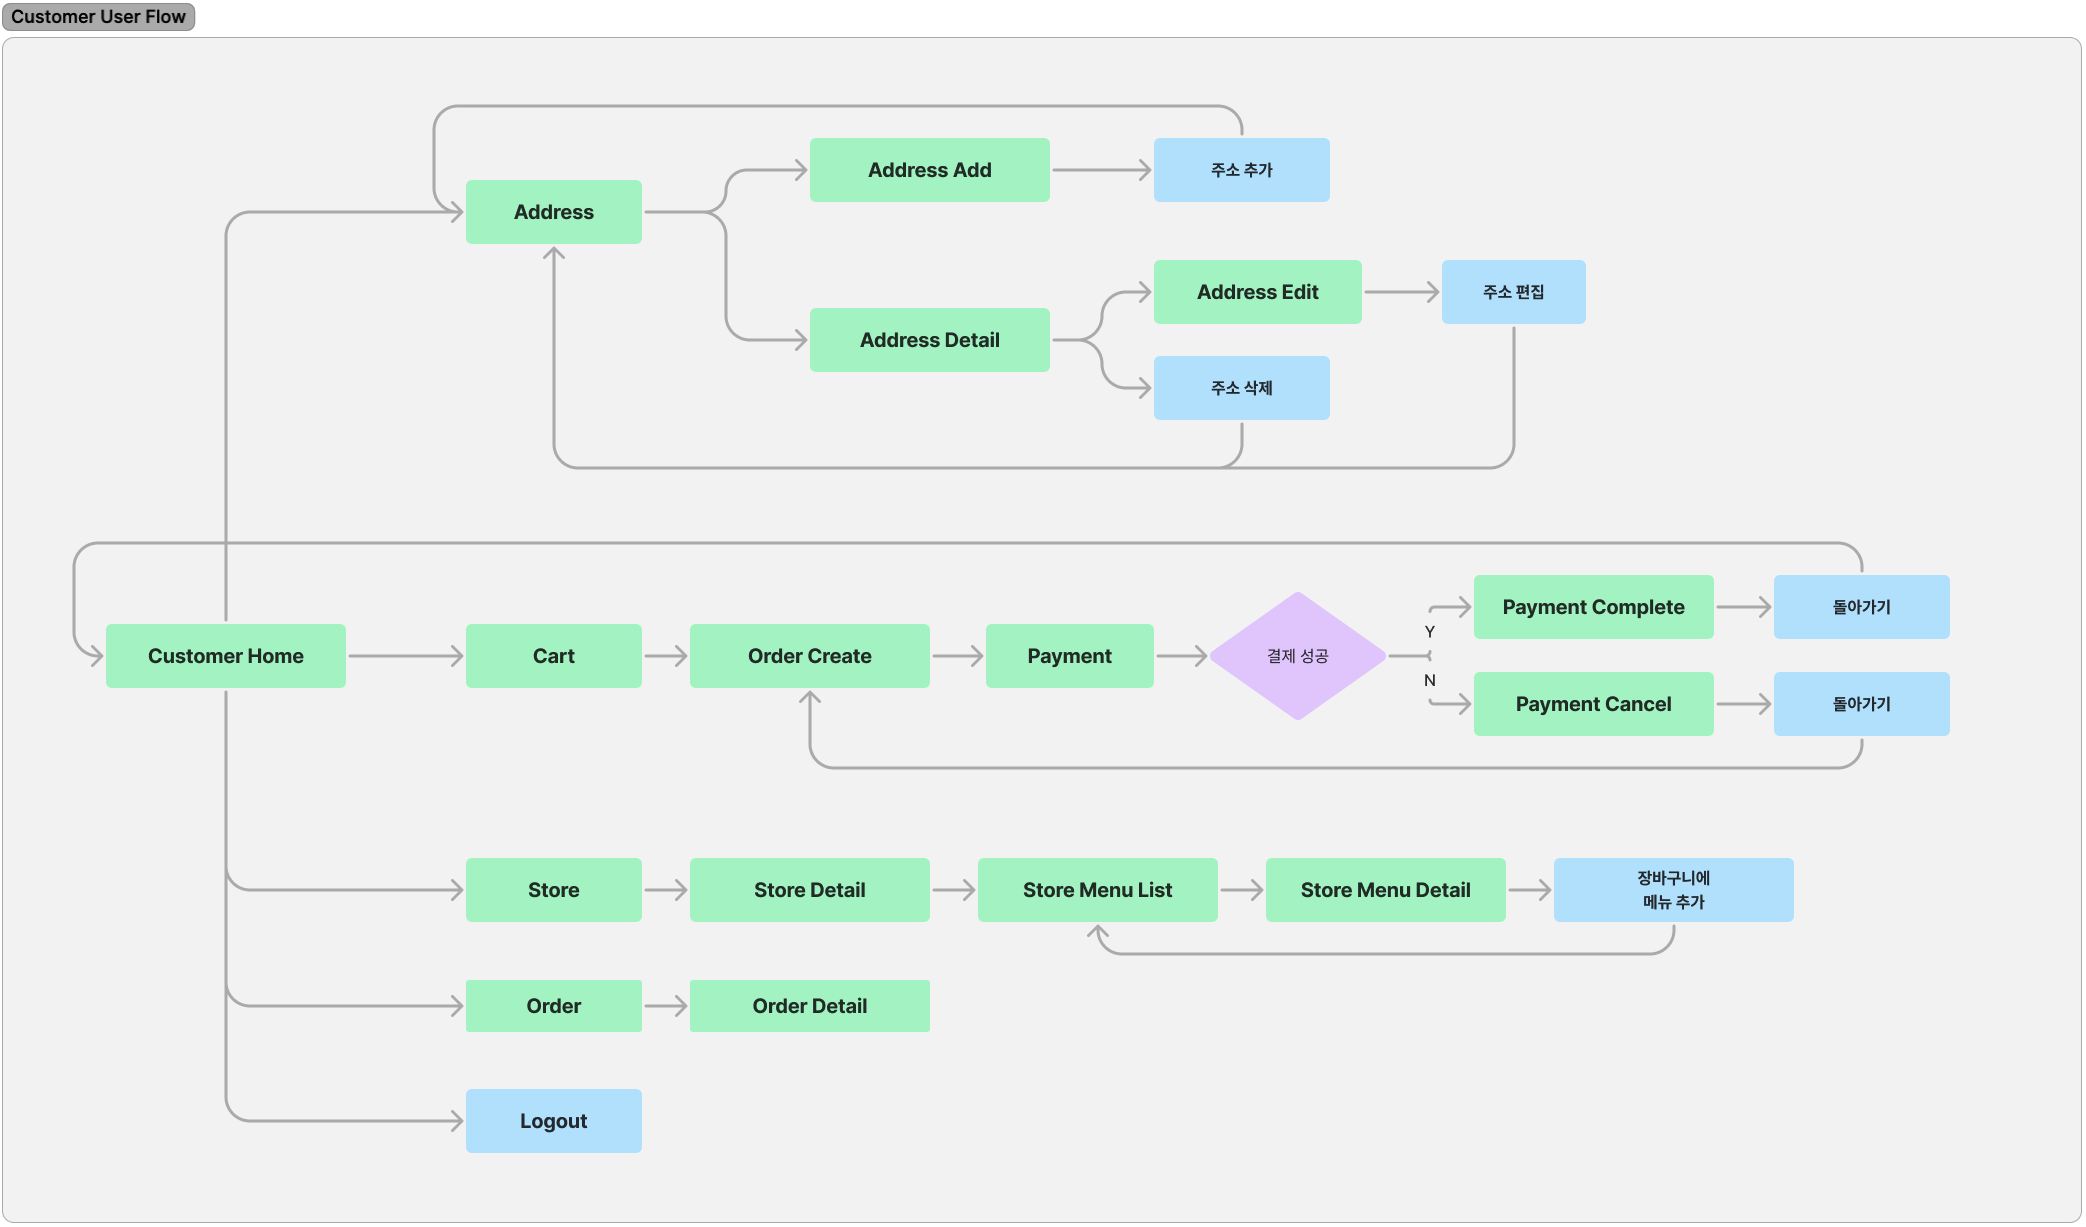 Customer User Flow
Address Add
주소 추가
Address
Address Edit
주소 편집
Address Detail
주소 삭제
Payment Complete
돌아가기
Y
Customer Home
Cart
Order Create
Payment
결제 성공
N
Payment Cancel
돌아가기
Store
Store Detail
Store Menu List
Store Menu Detail
장바구니에
메뉴 추가
Order
Order Detail
Logout